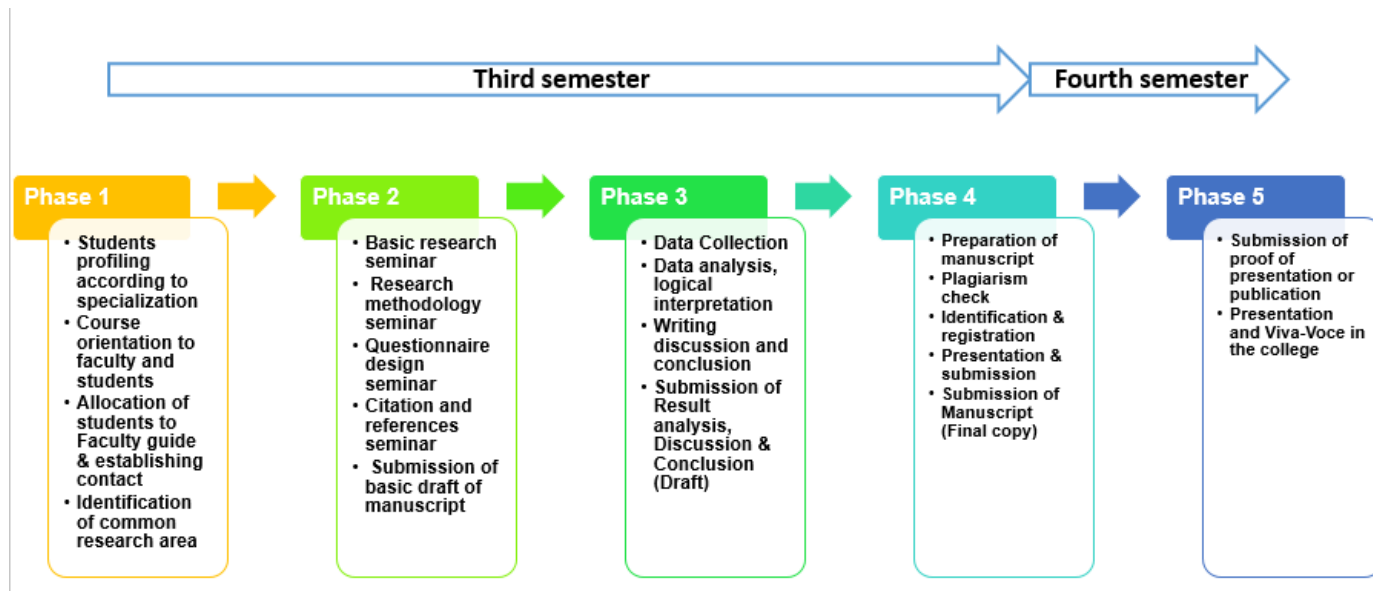 Third semester
Fourth semester
Phase 1
• Students
profiling
according to
specialization
• Course
orientation to
faculty and
students
• Allocation of
students to
Faculty guide
& establishing
contact
• Identification
of common
research area
Phase 2
• Basic research
seminar
• Research
methodology
seminar
• Questionnaire
design
seminar
• Citation and
references
seminar
• Submission of
basic draft of
manuscript
Phase 3
• Data Collection
• Data analysis,
logical
interpretation
• Writing
discussion and
conclusion
• Submission of
Result
analysis,
Discussion &
Conclusion
(Draft)
Phase 4
• Preparation of
manuscript
• Plagiarism
check
• Identification &
registration
• Presentation &
submission
• Submission of
Manuscript
(Final copy)
Phase 5
• Submission of
proof of
presentation or
publication
• Presentation
and Viva-Voce in
the college